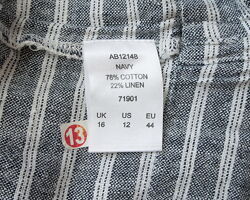 AB12148
NAVY
78% COTTON
22% LINEN
71901
UK US EU
16 12 44
13